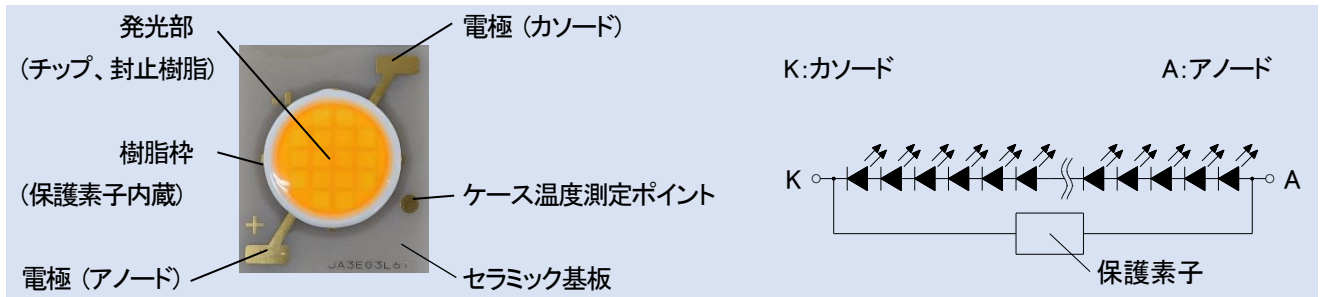 発光部
(チップ、封止樹脂)
電極 (カソード)
樹脂枠
(保護素子内蔵)
ケース温度測定ポイント
電極 (アノード)
セラミック基板
+
K:カソード
A:アノード
K
A
保護素子